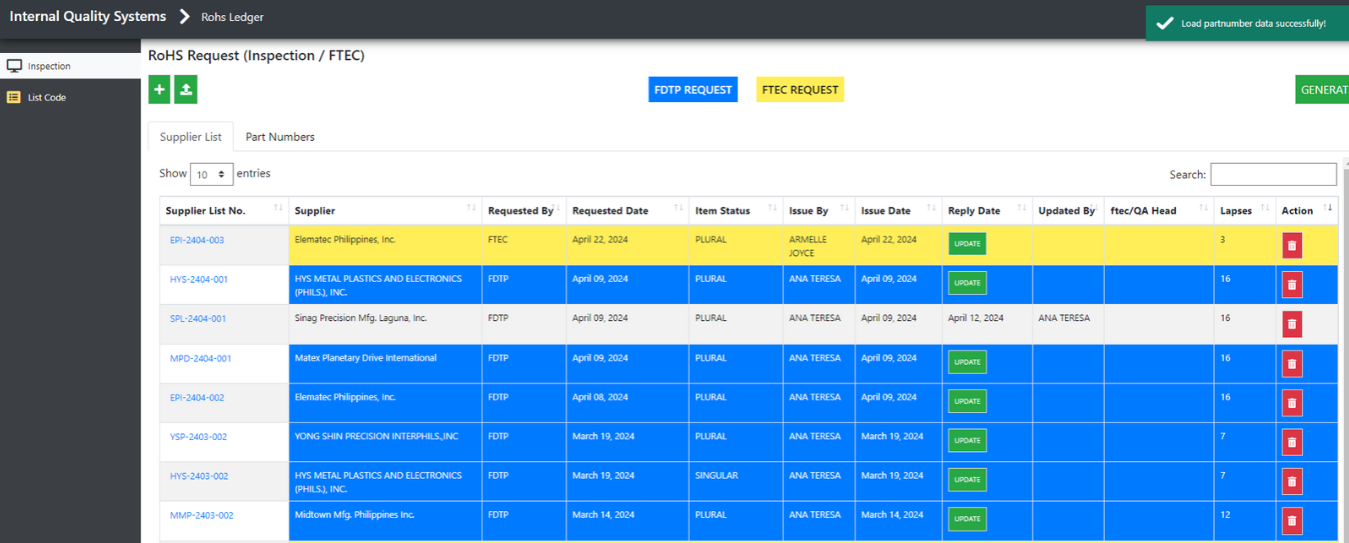 Internal Quality Systems Rohs Ledger
Load partnumber data successfully!
Inspection
List Code
RoHS Request (Inspection / FTEC)
FDTP REQUEST FTEC REQUEST GENERAT
Supplier List Part Numbers
Show 10 entries Search:
Supplier List No. Supplier Requested By Requested Date Item Status Issue By Issue Date Reply Date Updated By ftec/QA Head Lapses Action
EPI-2404-003 Elematec Philippines, Inc. FTEC April 22, 2024 PLURAL ARMELLE April 22, 2024 UPDATE 3
JOYCE
HYS-2404-001 HYS METAL PLASTICS AND ELECTRONICS FDTP April 09, 2024 PLURAL ANA TERESA April 09, 2024 UPDATE 16
(PHILS.), INC.
SPL-2404-001 Sinag Precision Mfg. Laguna, Inc. FDTP April 09, 2024 PLURAL ANA TERESA April 09, 2024 April 12, 2024 ANA TERESA 16
MPD-2404-001 Matex Planetary Drive International FDTP April 09, 2024 PLURAL ANA TERESA April 09, 2024 UPDATE 16
EPI-2404-002 Elematec Philippines, Inc. FDTP April 08, 2024 PLURAL ANA TERESA April 09, 2024 UPDATE 16
YSP-2403-002 YONG SHIN PRECISION INTERPHILS.,INC FDTP March 19, 2024 PLURAL ANA TERESA March 19, 2024 UPDATE 7
HYS-2403-002 HYS METAL PLASTICS AND ELECTRONICS FDTP March 19, 2024 SINGULAR ANA TERESA March 19, 2024 UPDATE 7
(PHILS.), INC.
MMP-2403-002 Midtown Mfg. Philippines Inc. FDTP March 14, 2024 PLURAL ANA TERESA March 14, 2024 UPDATE 12